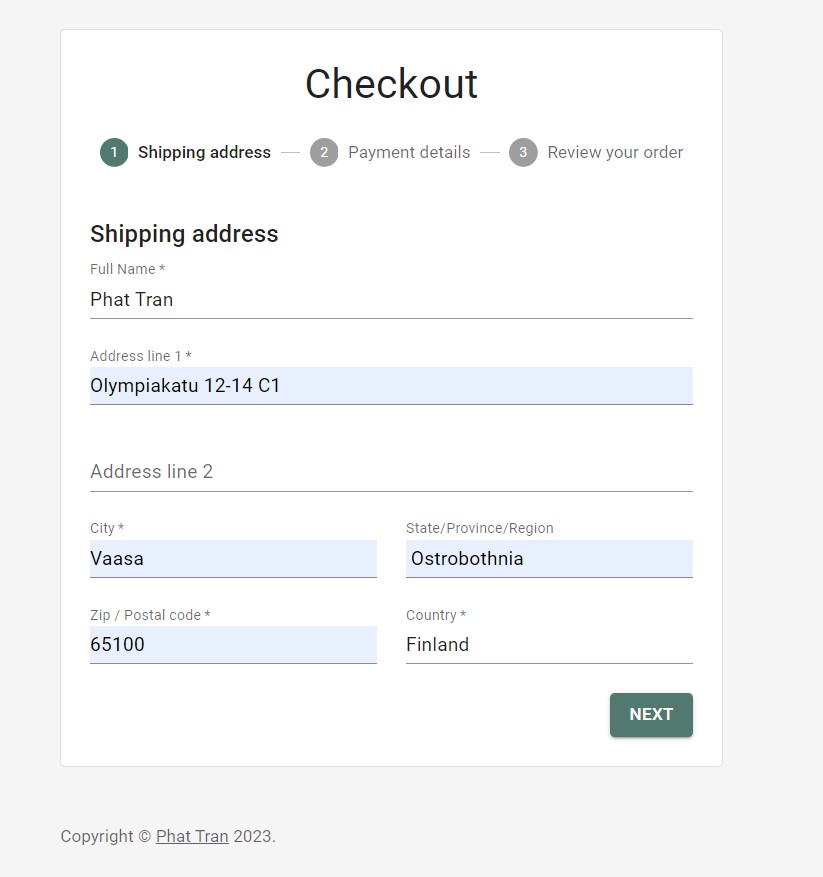 Checkout
1 Shipping address 2 Payment details 3 Review your order
Shipping address
Full Name *
Phat Tran
Address line 1 *
Olympiakatu 12-14 C1
Address line 2
City * State/Province/Region
Vaasa Ostrobothnia
Zip / Postal code * Country *
65100 Finland
NEXT
Copyright © Phat Tran 2023.